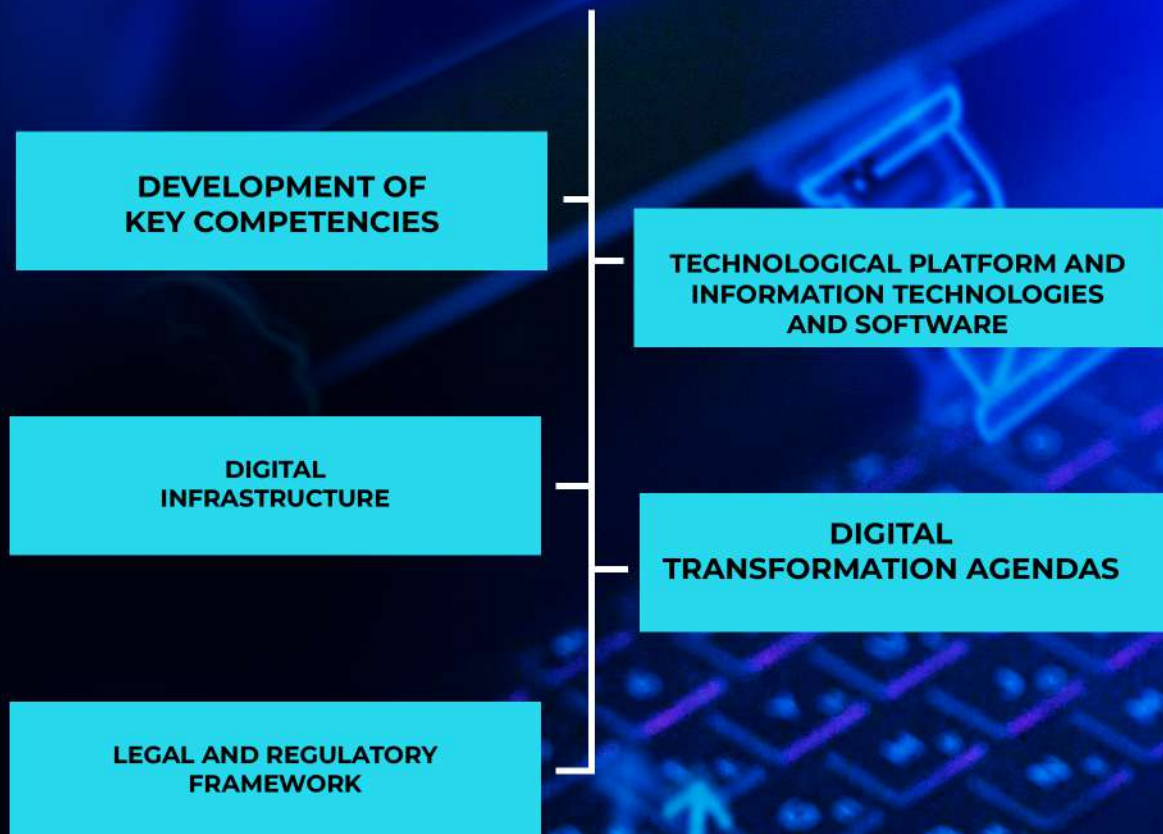 DEVELOPMENT OF
KEY COMPETENCIES
TECHNOLOGICAL PLATFORM AND
INFORMATION TECHNOLOGIES
AND SOFTWARE
DIGITAL
INFRASTRUCTURE
DIGITAL
TRANSFORMATION AGENDAS
LEGAL AND REGULATORY
FRAMEWORK